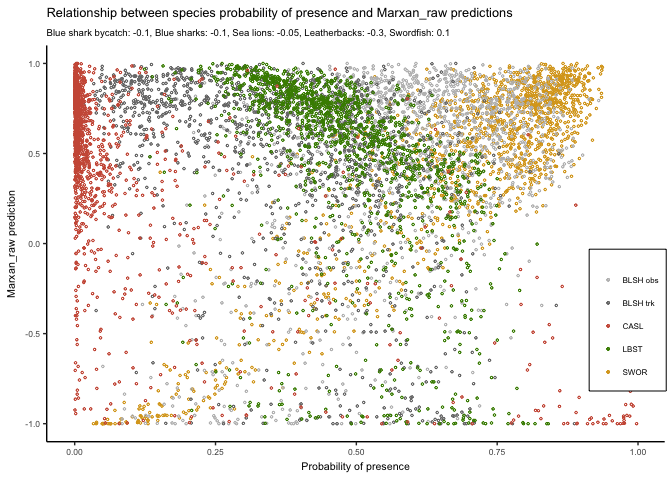 Relationship between species probability of presence and Marxan_raw predictions
Blue shark bycatch: -0.1, Blue sharks: -0.1, Sea lions: -0.05, Leatherbacks: -0.3, Swordfish: 0.1
1.0
0.5
0.0
-0.5
-1.0
Marxan_raw prediction
BLSH obs
BLSH trk
CASL
LBST
SWOR
0.00
0.25
0.50
0.75
1.00
Probability of presence